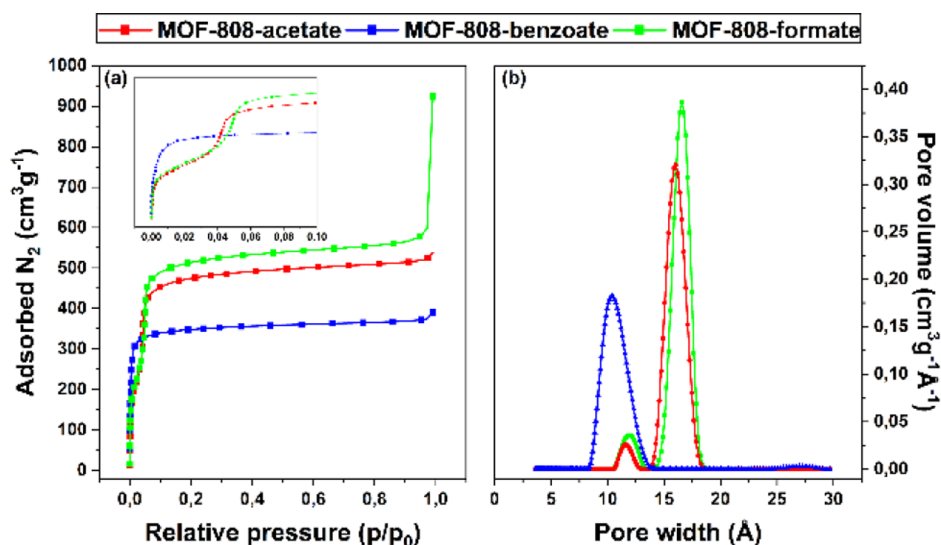 MOF-808-acetate MOF-808-benzoate MOF-808-formate
(a)
1000
900
800
700
600
500
400
300
200
100
0
Adsorbed N₂ (cm³g⁻¹)
0,00 0,02 0,04 0,06 0,08 0,10
0,0 0,2 0,4 0,6 0,8 1,0
Relative pressure (p/p₀)
(b)
0,40
0,35
0,30
0,25
0,20
0,15
0,10
0,05
0,00
Pore volume (cm³g⁻¹Å⁻¹)
0 5 10 15 20 25 30
Pore width (Å)